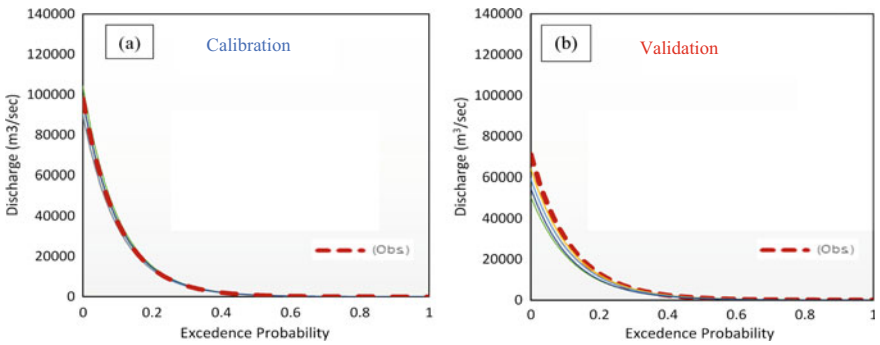 (a)
Calibration
140000
120000
100000
80000
60000
40000
20000
0
Discharge (m3/sec)
(Obs.)
0
0.2
0.4
0.6
0.8
1
Excedence Probability
(b)
Validation
140000
120000
100000
80000
60000
40000
20000
0
Discharge (m³/sec)
(Obs.)
0
0.2
0.4
0.6
0.8
1
Excedence Probability